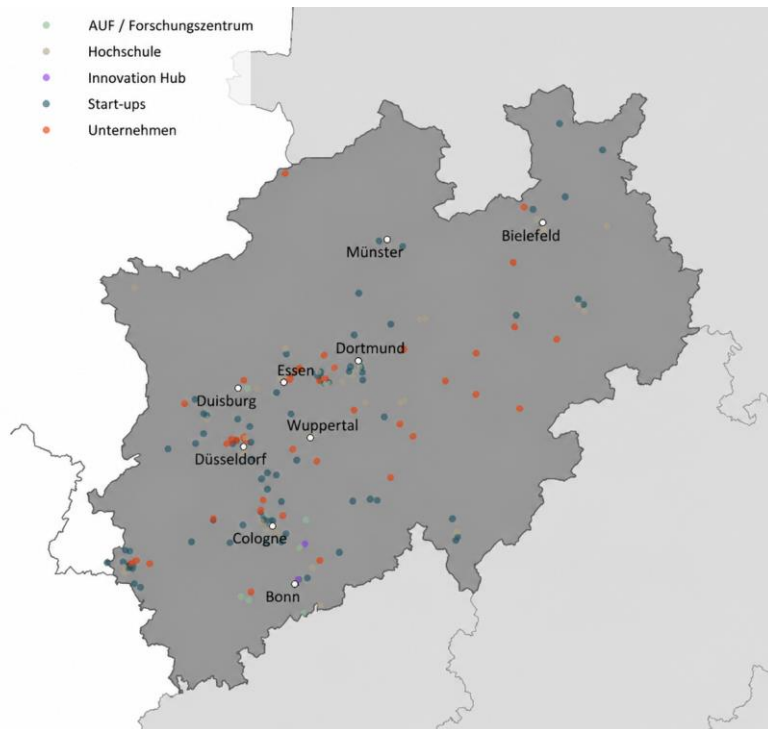 AUF / Forschungszentrum
Hochschule
Innovation Hub
Start-ups
Unternehmen
Münster
Bielefeld
Dortmund
Essen
Duisburg
Wuppertal
Düsseldorf
Cologne
Bonn